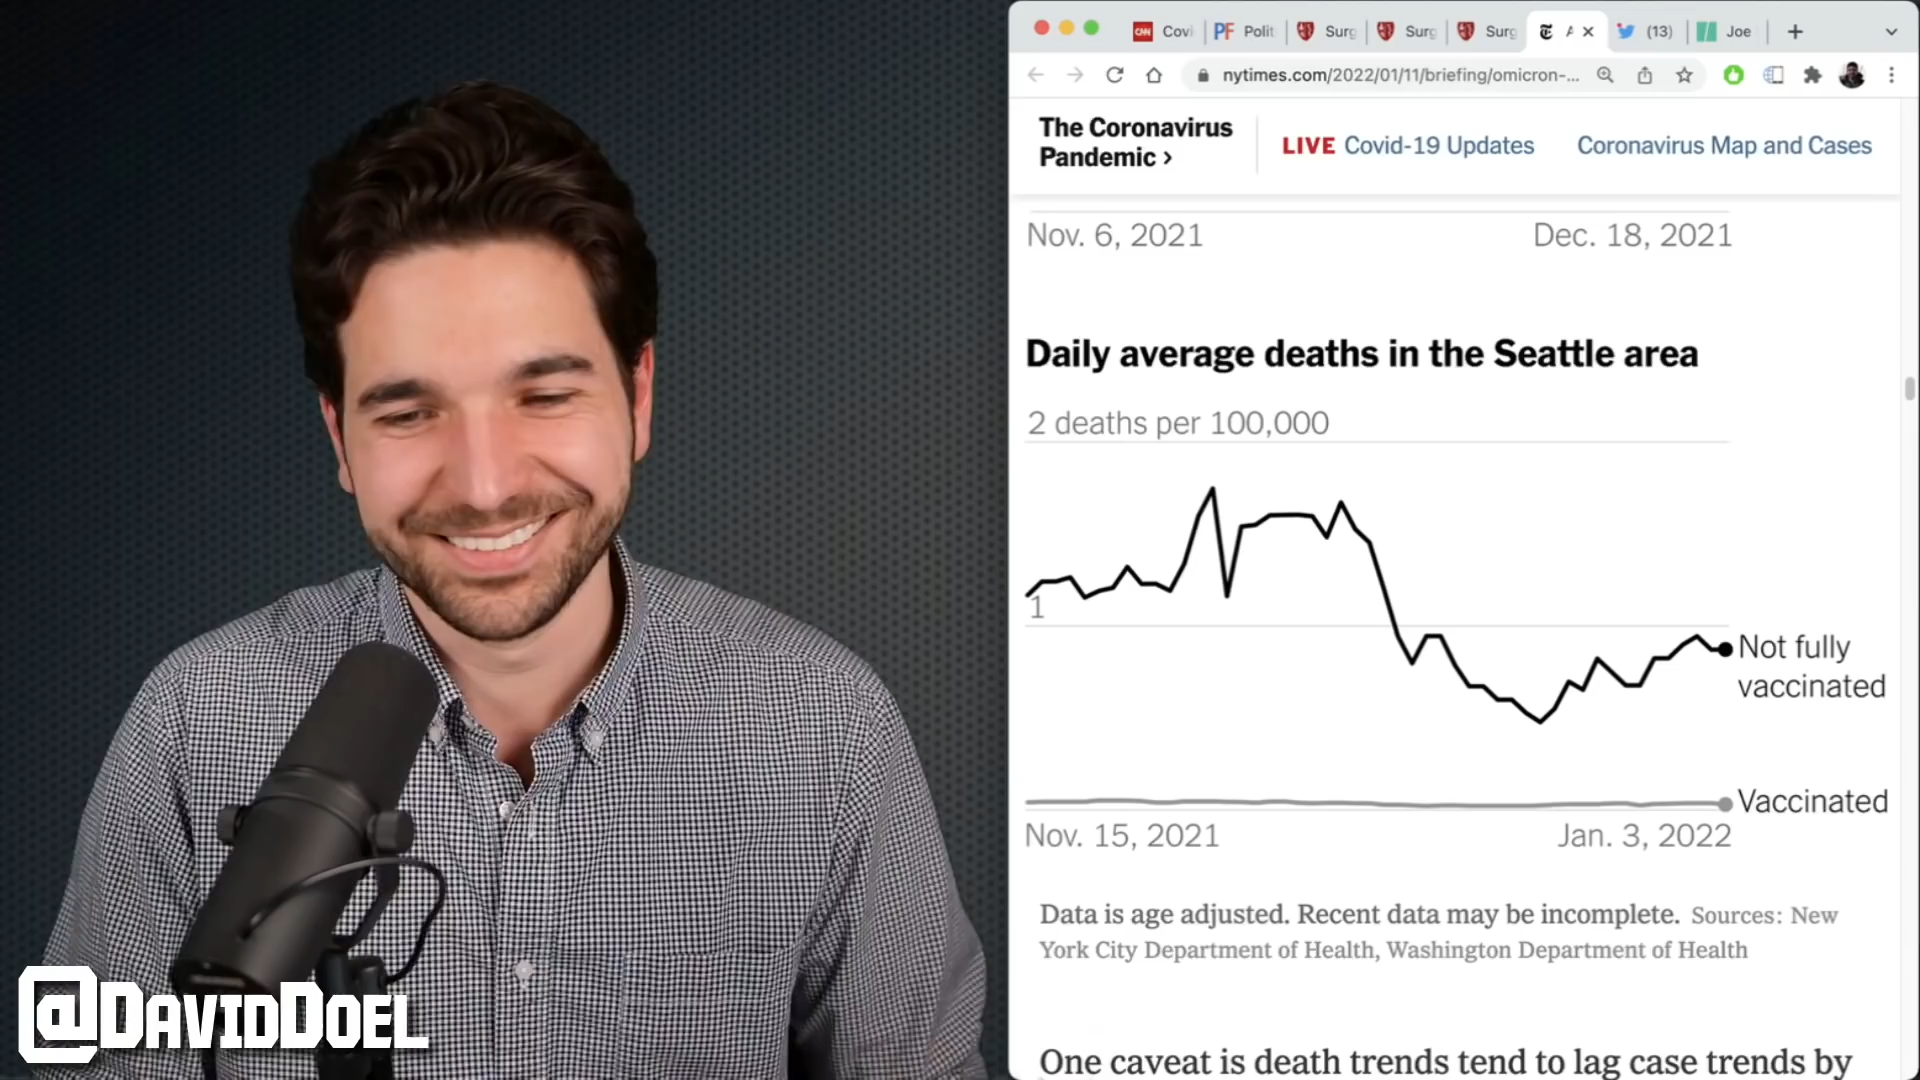 Covi
Polit
Surg
Surg
Surg
(13)
Joe
nytimes.com/2022/01/11/briefing/omicron-...
The Coronavirus
Pandemic >
LIVE Covid-19 Updates
Coronavirus Map and Cases
Nov. 6, 2021
Dec. 18, 2021
Daily average deaths in the Seattle area
2 deaths per 100,000
1
Not fully
vaccinated
Vaccinated
Nov. 15, 2021
Jan. 3, 2022
Data is age adjusted. Recent data may be incomplete. Sources: New
York City Department of Health, Washington Department of Health
One caveat is death trends tend to lag case trends by
@DAVIDDOEL